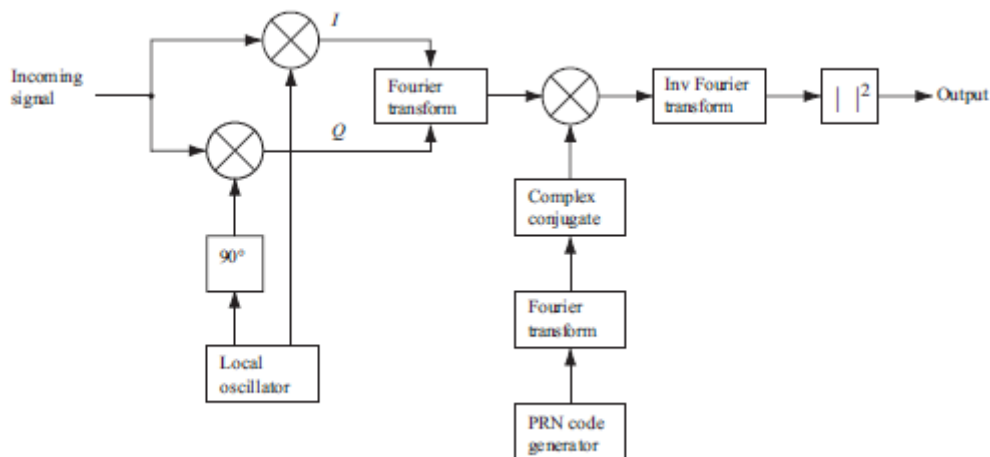 I
Incoming
signal
Fourier
transform
Inv Fourier
transform
| |²
Output
Q
Complex
conjugate
90°
Fourier
transform
Local
oscillator
PRN code
generator